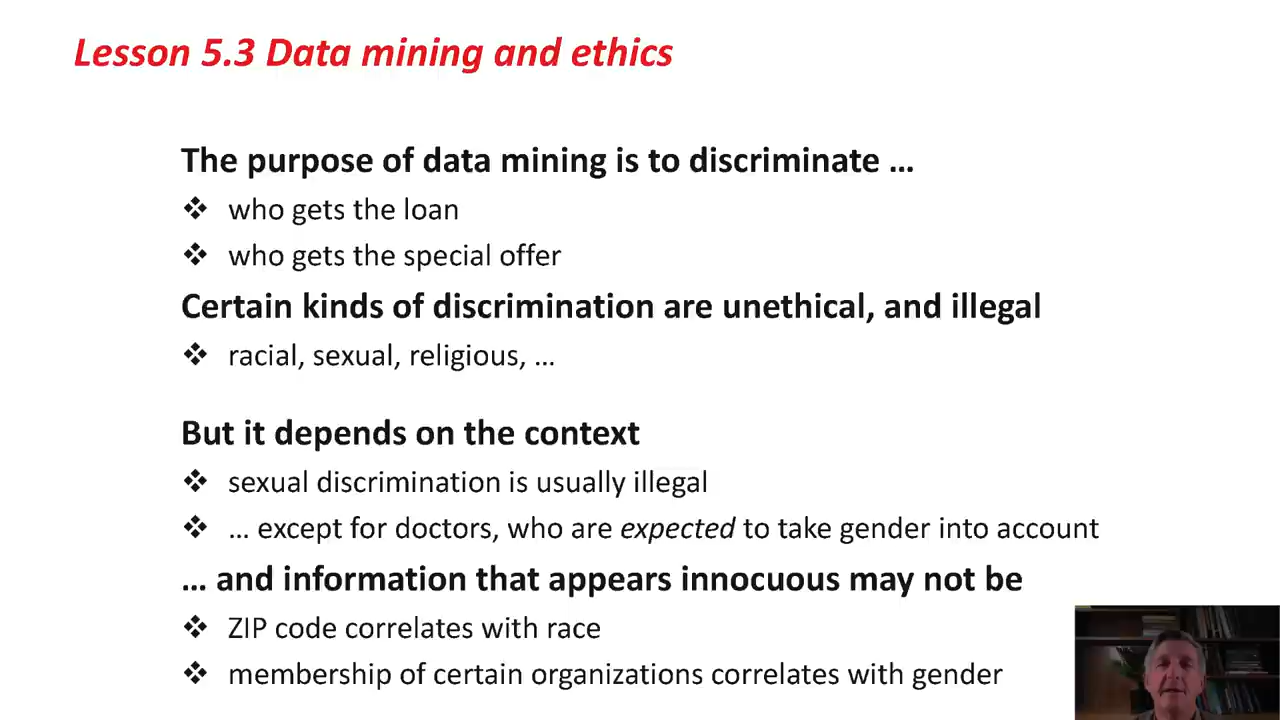 Lesson 5.3 Data mining and ethics
The purpose of data mining is to discriminate …
❖ who gets the loan
❖ who gets the special offer
Certain kinds of discrimination are unethical, and illegal
❖ racial, sexual, religious, …
But it depends on the context
❖ sexual discrimination is usually illegal
❖ … except for doctors, who are expected to take gender into account
… and information that appears innocuous may not be
❖ ZIP code correlates with race
❖ membership of certain organizations correlates with gender